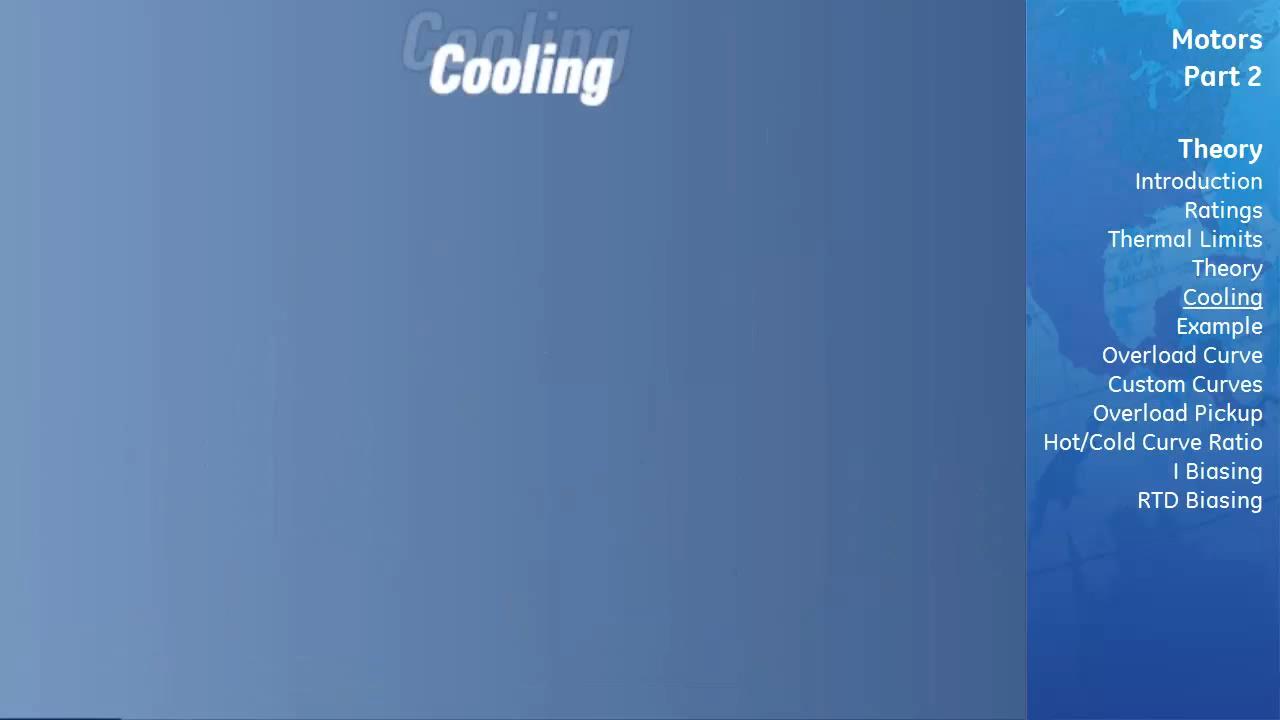 Cooling
Cooling
Motors
Part 2
Theory
Introduction
Ratings
Thermal Limits
Theory
Cooling
Example
Overload Curve
Custom Curves
Overload Pickup
Hot/Cold Curve Ratio
I Biasing
RTD Biasing